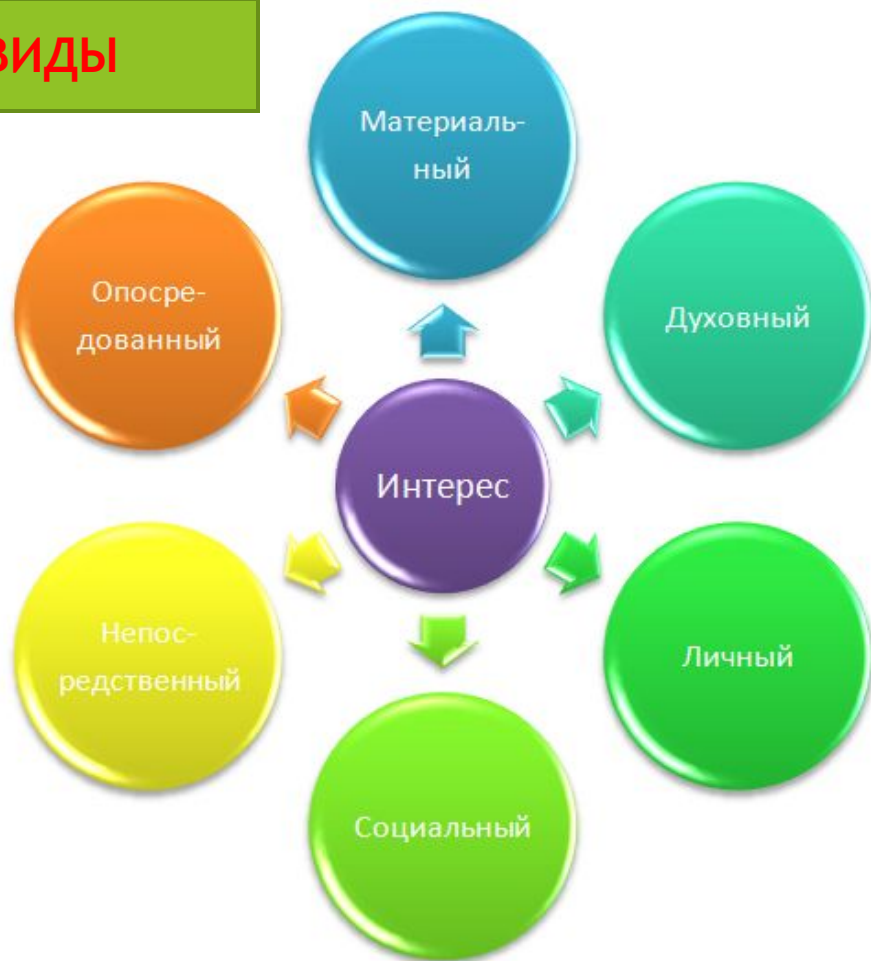 ВИДЫ
Материаль-
ный
Опосре-
дованный
Духовный
Интерес
Непос-
редственный
Личный
Социальный